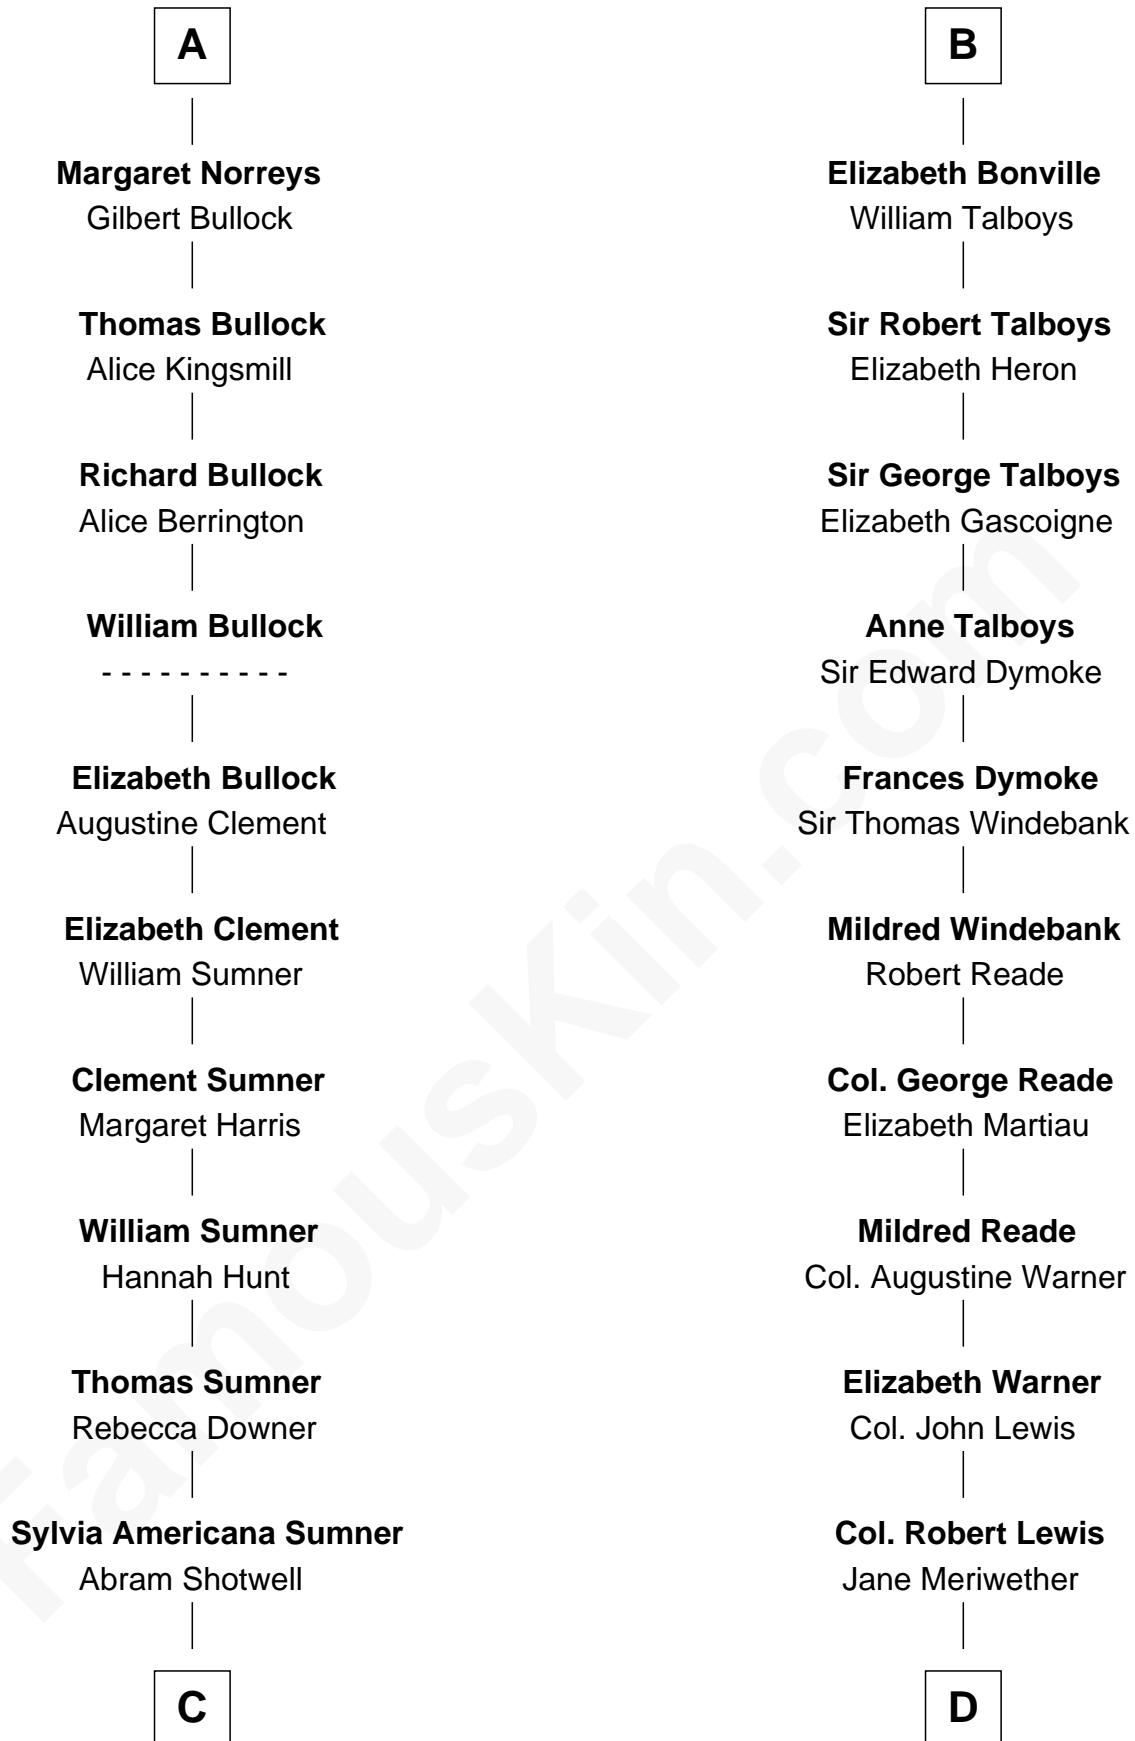 A
Margaret Norreys
Gilbert Bullock
Thomas Bullock
Alice Kingsmill
Richard Bullock
Alice Berrington
William Bullock
- - - - - - - - - -
Elizabeth Bullock
Augustine Clement
Elizabeth Clement
William Sumner
Clement Sumner
Margaret Harris
William Sumner
Hannah Hunt
Thomas Sumner
Rebecca Downer
Sylvia Americana Sumner
Abram Shotwell
C
B
Elizabeth Bonville
William Talboys
Sir Robert Talboys
Elizabeth Heron
Sir George Talboys
Elizabeth Gascoigne
Anne Talboys
Sir Edward Dymoke
Frances Dymoke
Sir Thomas Windebank
Mildred Windebank
Robert Reade
Col. George Reade
Elizabeth Martiau
Mildred Reade
Col. Augustine Warner
Elizabeth Warner
Col. John Lewis
Col. Robert Lewis
Jane Meriwether
D
FamousKin.com